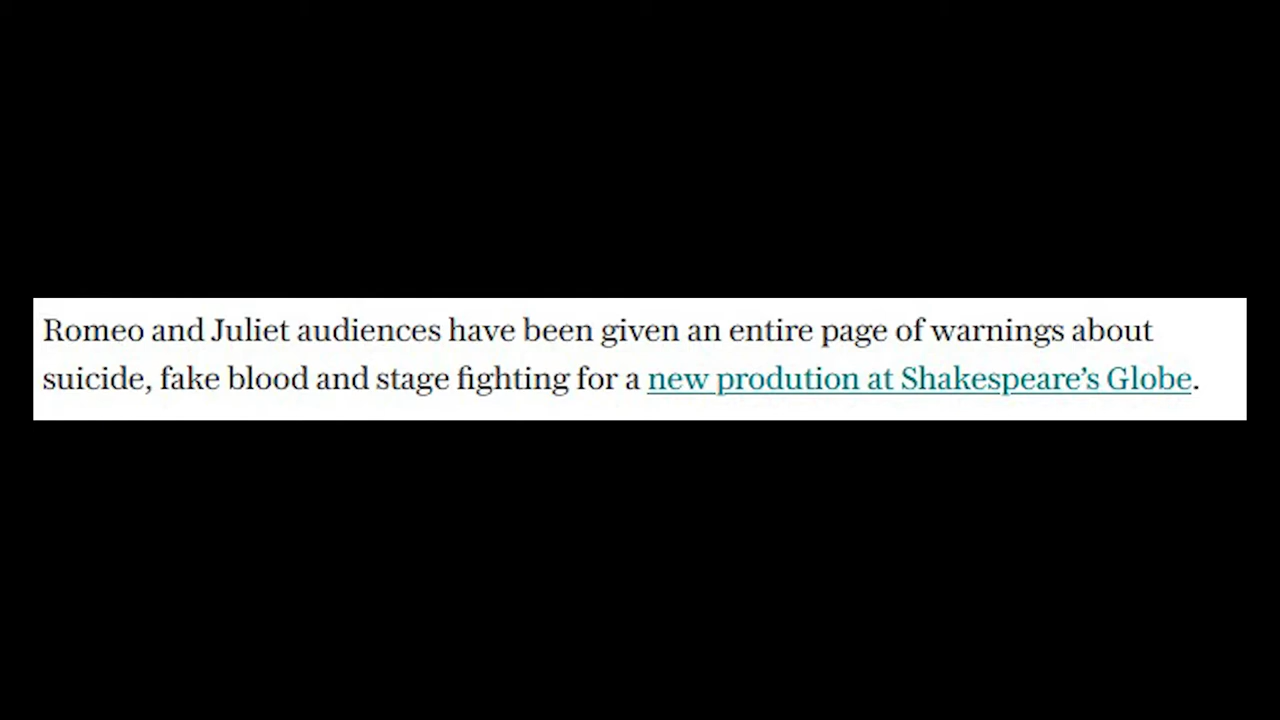 Romeo and Juliet audiences have been given an entire page of warnings about
suicide, fake blood and stage fighting for a new prodution at Shakespeare’s Globe.